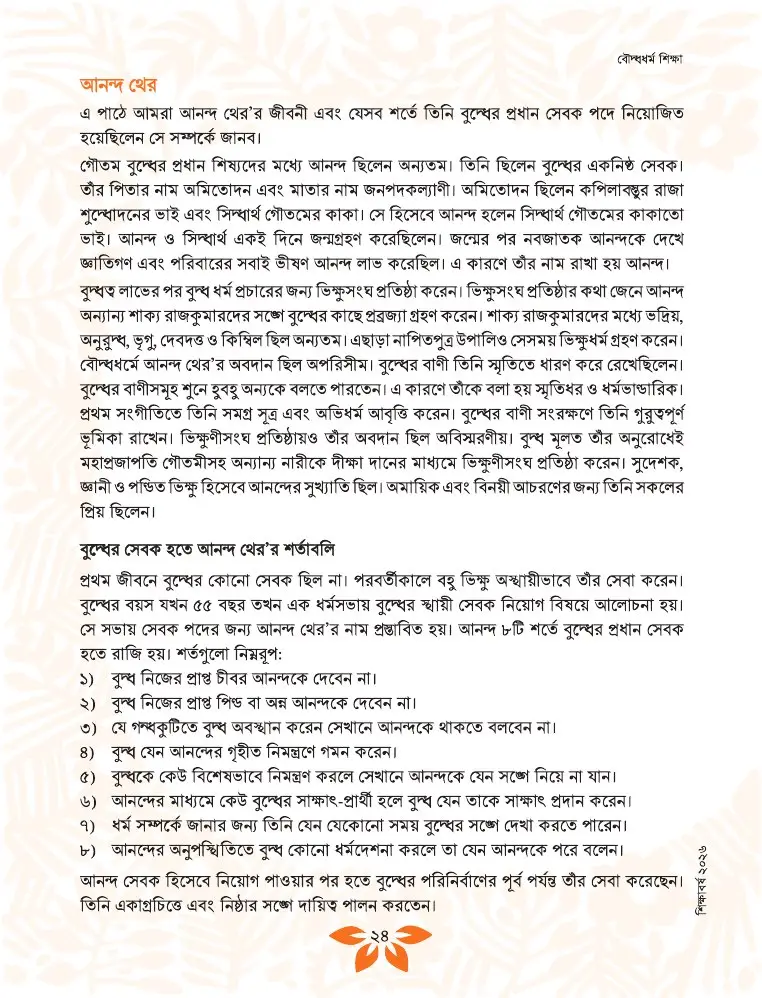 বৌদ্ধধর্ম শিক্ষা
আনন্দ থের
এ পাঠে আমরা আনন্দ থের’র জীবনী এবং যেসব শর্তে তিনি বুদ্ধের প্রধান সেবক পদে নিয়োজিত
হয়েছিলেন সে সম্পর্কে জানব।
গৌতম বুদ্ধের প্রধান শিষ্যদের মধ্যে আনন্দ ছিলেন অন্যতম। তিনি ছিলেন বুদ্ধের একনিষ্ঠ সেবক।
তাঁর পিতার নাম অমিতোদন এবং মাতার নাম জনপদকল্যাণী। অমিতোদন ছিলেন কপিলাবস্তুর রাজা
শুদ্ধোদনের ভাই এবং সিদ্ধার্থ গৌতমের কাকা। সে হিসেবে আনন্দ হলেন সিদ্ধার্থ গৌতমের কাকাতো
ভাই। আনন্দ ও সিদ্ধার্থ একই দিনে জন্মগ্রহণ করেছিলেন। জন্মের পর নবজাতক আনন্দকে দেখে
জ্ঞাতিগণ এবং পরিবারের সবাই ভীষণ আনন্দ লাভ করেছিল। এ কারণে তাঁর নাম রাখা হয় আনন্দ।
বুদ্ধত্ব লাভের পর বুদ্ধ ধর্ম প্রচারের জন্য ভিক্ষুসংঘ প্রতিষ্ঠা করেন। ভিক্ষুসংঘ প্রতিষ্ঠার কথা জেনে আনন্দ
অন্যান্য শাক্য রাজকুমারদের সঙ্গে বুদ্ধের কাছে প্রব্রজ্যা গ্রহণ করেন। শাক্য রাজকুমারদের মধ্যে ভদ্রিয়,
অনুরুদ্ধ, ভৃগু, দেবদত্ত ও কিম্বিল ছিল অন্যতম। এছাড়া নাপিতপুত্র উপালিও সেসময় ভিক্ষুধর্ম গ্রহণ করেন।
বৌদ্ধধর্মে আনন্দ থের’র অবদান ছিল অপরিসীম। বুদ্ধের বাণী তিনি স্মৃতিতে ধারণ করে রেখেছিলেন।
বুদ্ধের বাণীসমূহ শুনে হুবহু অন্যকে বলতে পারতেন। এ কারণে তাঁকে বলা হয় স্মৃতিধর ও ধর্মভান্ডারিক।
প্রথম সংগীতিতে তিনি সমগ্র সূত্র এবং অভিধর্ম আবৃত্তি করেন। বুদ্ধের বাণী সংরক্ষণে তিনি গুরুত্বপূর্ণ
ভূমিকা রাখেন। ভিক্ষুণীসংঘ প্রতিষ্ঠায়ও তাঁর অবদান ছিল অবিস্মরণীয়। বুদ্ধ মূলত তাঁর অনুরোধেই
মহাপ্রজাপতি গৌতমীসহ অন্যান্য নারীকে দীক্ষা দানের মাধ্যমে ভিক্ষুণীসংঘ প্রতিষ্ঠা করেন। সুদেশক,
জ্ঞানী ও পন্ডিত ভিক্ষু হিসেবে আনন্দের সুখ্যাতি ছিল। অমায়িক এবং বিনয়ী আচরণের জন্য তিনি সকলের
প্রিয় ছিলেন।
বুদ্ধের সেবক হতে আনন্দ থের’র শর্তাবলি
প্রথম জীবনে বুদ্ধের কোনো সেবক ছিল না। পরবর্তীকালে বহু ভিক্ষু অস্থায়ীভাবে তাঁর সেবা করেন।
বুদ্ধের বয়স যখন ৫৫ বছর তখন এক ধর্মসভায় বুদ্ধের স্থায়ী সেবক নিয়োগ বিষয়ে আলোচনা হয়।
সে সভায় সেবক পদের জন্য আনন্দ থের’র নাম প্রস্তাবিত হয়। আনন্দ ৮টি শর্তে বুদ্ধের প্রধান সেবক
হতে রাজি হয়। শর্তগুলো নিম্নরূপ:
১) বুদ্ধ নিজের প্রাপ্ত চীবর আনন্দকে দেবেন না।
২) বুদ্ধ নিজের প্রাপ্ত পিন্ড বা অন্ন আনন্দকে দেবেন না।
৩) যে গন্ধকুটিতে বুদ্ধ অবস্থান করেন সেখানে আনন্দকে থাকতে বলবেন না।
৪) বুদ্ধ যেন আনন্দের গৃহীত নিমন্ত্রণে গমন করেন।
৫) বুদ্ধকে কেউ বিশেষভাবে নিমন্ত্রণ করলে সেখানে আনন্দকে যেন সঙ্গে নিয়ে না যান।
৬) আনন্দের মাধ্যমে কেউ বুদ্ধের সাক্ষাৎ-প্রার্থী হলে বুদ্ধ যেন তাকে সাক্ষাৎ প্রদান করেন।
৭) ধর্ম সম্পর্কে জানার জন্য তিনি যেন যেকোনো সময় বুদ্ধের সঙ্গে দেখা করতে পারেন।
৮) আনন্দের অনুপস্থিতিতে বুদ্ধ কোনো ধর্মদেশনা করলে তা যেন আনন্দকে পরে বলেন।
আনন্দ সেবক হিসেবে নিয়োগ পাওয়ার পর হতে বুদ্ধের পরিনির্বাণের পূর্ব পর্যন্ত তাঁর সেবা করেছেন।
তিনি একাগ্রচিত্তে এবং নিষ্ঠার সঙ্গে দায়িত্ব পালন করতেন।
শিক্ষাবর্ষ ২০২৬
২৪